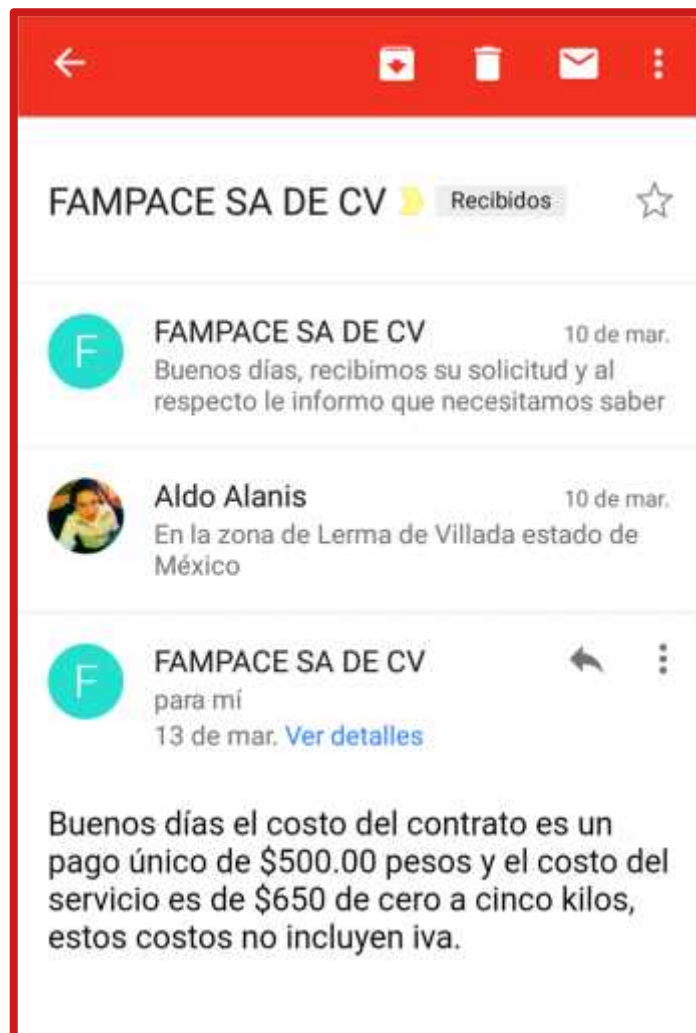 FAMPACE SA DE CV Recibidos
F
FAMPACE SA DE CV 10 de mar.
Buenos días, recibimos su solicitud y al
respecto le informo que necesitamos saber
Aldo Alanis 10 de mar.
En la zona de Lerma de Villada estado de
México
F
FAMPACE SA DE CV
para mí
13 de mar. Ver detalles
Buenos días el costo del contrato es un
pago único de $500.00 pesos y el costo del
servicio es de $650 de cero a cinco kilos,
estos costos no incluyen iva.